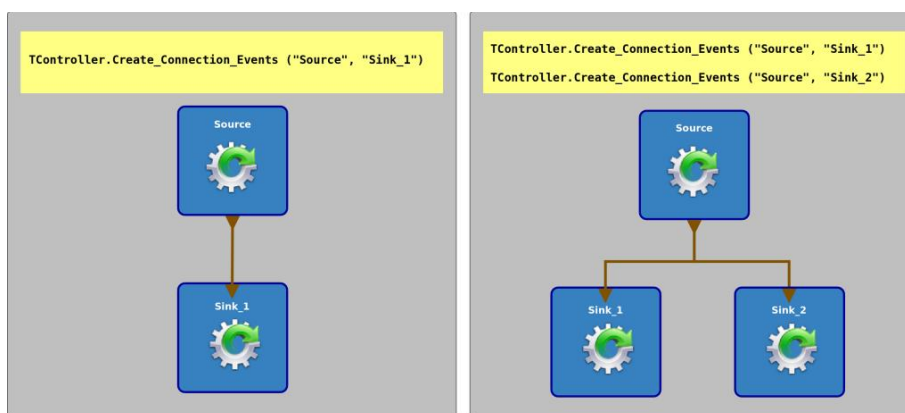 TController.Create_Connection_Events ("Source", "Sink_1")
Source
Sink_1
TController.Create_Connection_Events ("Source", "Sink_1")
TController.Create_Connection_Events ("Source", "Sink_2")
Source
Sink_1
Sink_2